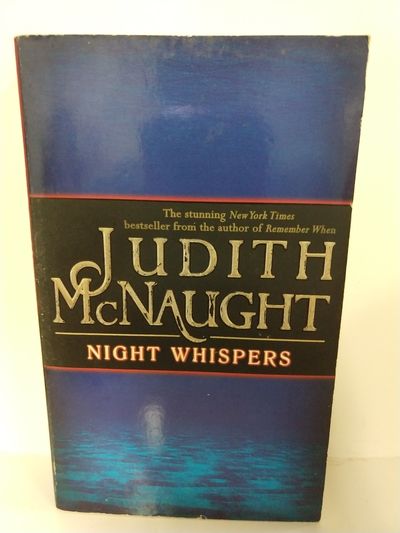 The stunning New York Times
bestseller from the author of Remember When
JUDITH
MCNAUGHT
NIGHT WHISPERS